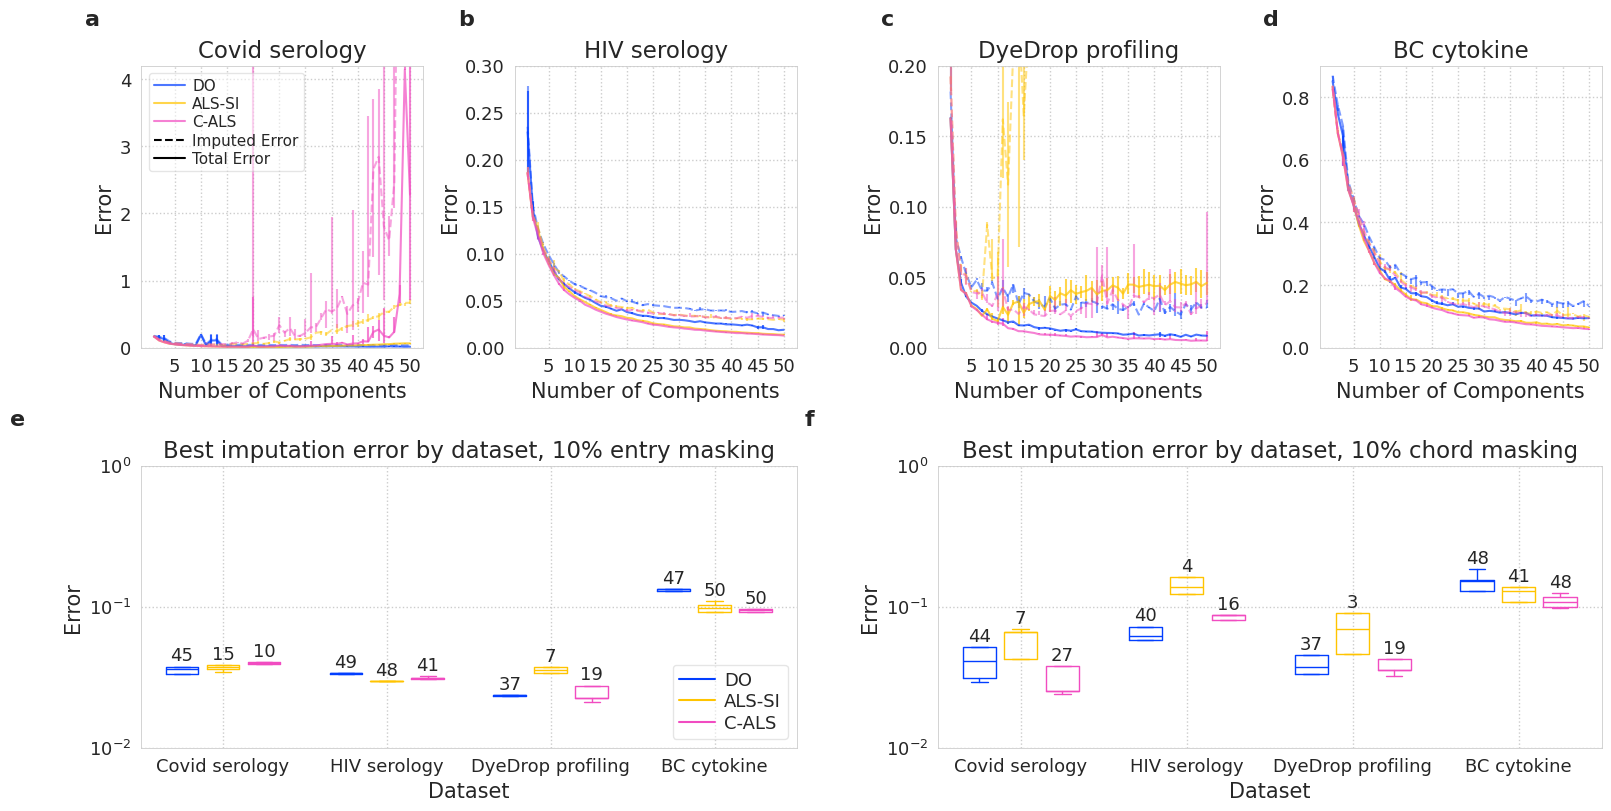 a
b
c
d
Covid serology
HIV serology
DyeDrop profiling
BC cytokine
DO
ALS-SI
C-ALS
Imputed Error
Total Error
Error
4
3
2
1
0
5 10 15 20 25 30 35 40 45 50
Number of Components
Error
0.30
0.25
0.20
0.15
0.10
0.05
0.00
5 10 15 20 25 30 35 40 45 50
Number of Components
Error
0.20
0.15
0.10
0.05
0.00
5 10 15 20 25 30 35 40 45 50
Number of Components
Error
0.8
0.6
0.4
0.2
0.0
5 10 15 20 25 30 35 40 45 50
Number of Components
e
Best imputation error by dataset, 10% entry masking
Error
10⁰
10⁻¹
10⁻²
45 15 10
49 48 41
37 7 19
47 50 50
DO
ALS-SI
C-ALS
Covid serology HIV serology DyeDrop profiling BC cytokine
Dataset
f
Best imputation error by dataset, 10% chord masking
Error
10⁰
10⁻¹
10⁻²
44 7 27
40 4 16
37 3 19
48 41 48
Covid serology HIV serology DyeDrop profiling BC cytokine
Dataset